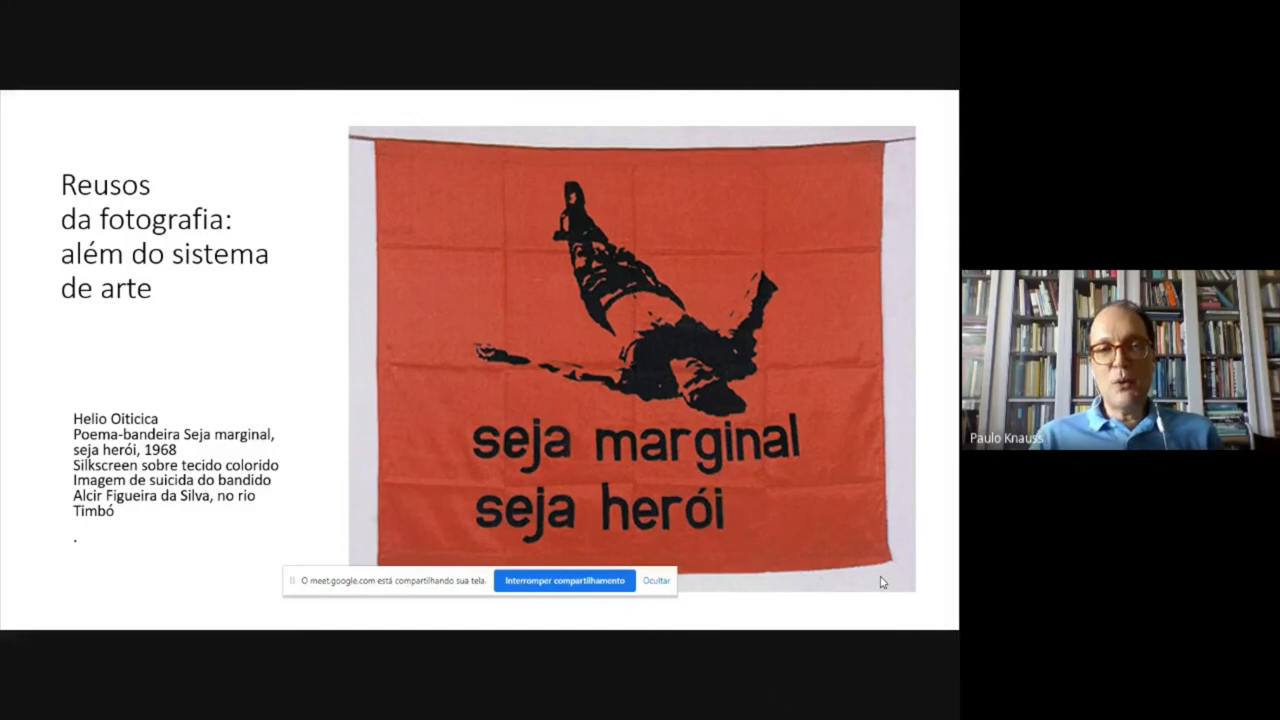 Reusos
da fotografia:
além do sistema
de arte
Helio Oiticica
Poema-bandeira Seja marginal,
seja herói, 1968
Silkscreen sobre tecido colorido
Imagem de suicida do bandido
Alcir Figueira da Silva, no rio
Timbó
.
seja marginal
seja herói
O meet.google.com está compartilhando sua tela.
Interromper compartilhamento
Ocultar
Paulo Knauss